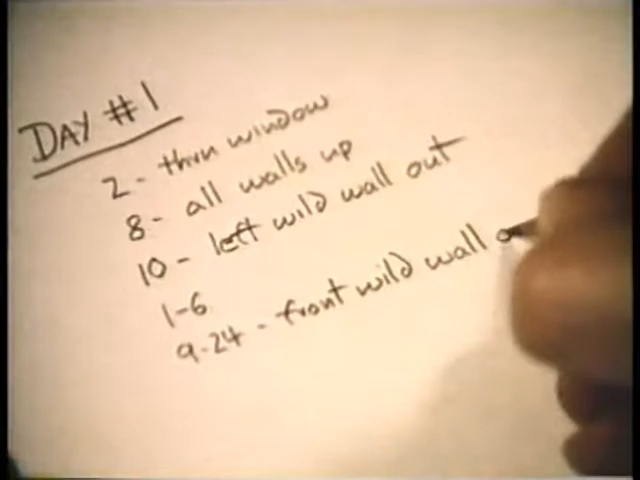 DAY #1
2 - thru window
8 - all walls up
10 - left wild wall out
1-6
9-24 - front wild wall o